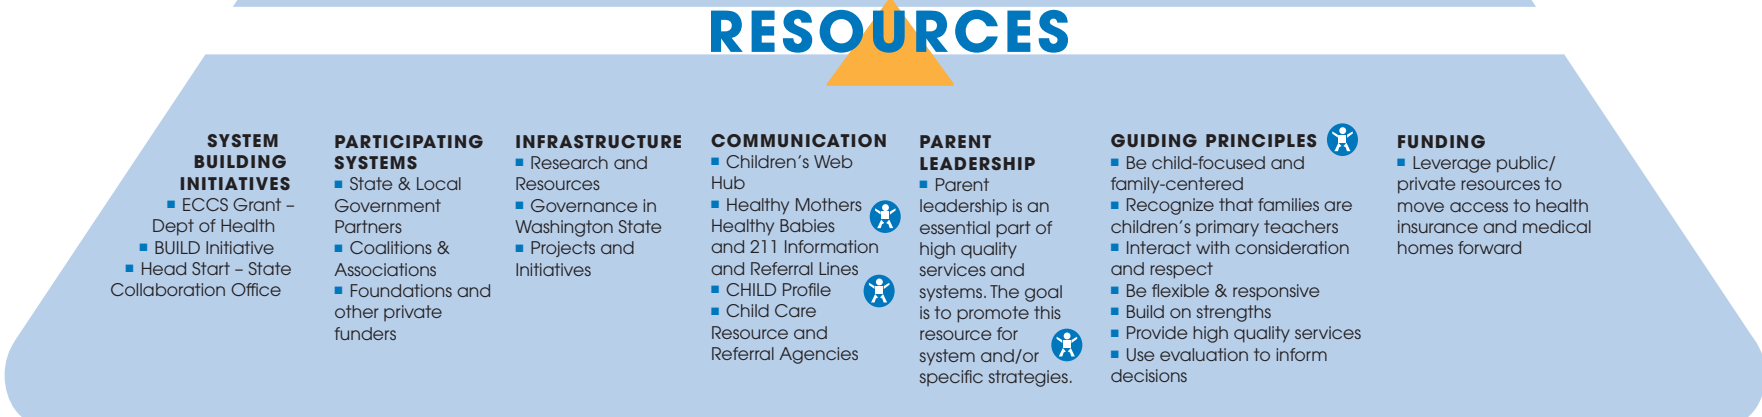 RESOURCES
SYSTEM
BUILDING
INITIATIVES
■ ECCS Grant –
Dept of Health
■ BUILD Initiative
■ Head Start – State
Collaboration Office
PARTICIPATING
SYSTEMS
■ State & Local
Government
Partners
■ Coalitions &
Associations
■ Foundations and
other private
funders
INFRASTRUCTURE
■ Research and
Resources
■ Governance in
Washington State
■ Projects and
Initiatives
COMMUNICATION
■ Children's Web
Hub
■ Healthy Mothers
Healthy Babies
and 211 Information
and Referral Lines
■ CHILD Profile
■ Child Care
Resource and
Referral Agencies
PARENT
LEADERSHIP
■ Parent
leadership is an
essential part of
high quality
services and
systems. The goal
is to promote this
resource for
system and/or
specific strategies.
GUIDING PRINCIPLES
■ Be child-focused and
family-centered
■ Recognize that families are
children's primary teachers
■ Interact with consideration
and respect
■ Be flexible & responsive
■ Build on strengths
■ Provide high quality services
■ Use evaluation to inform
decisions
FUNDING
■ Leverage public/
private resources to
move access to health
insurance and medical
homes forward